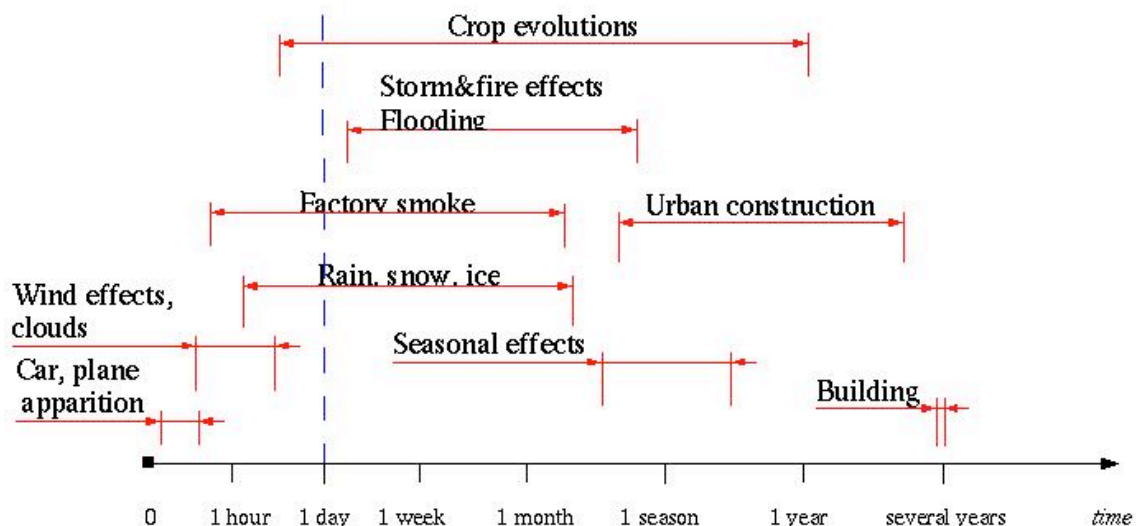 Crop evolutions
Storm&fire effects
Flooding
Factory smoke
Urban construction
Rain, snow, ice
Wind effects,
clouds
Seasonal effects
Car, plane
apparition
Building
0 1 hour 1 day 1 week 1 month 1 season 1 year several years time